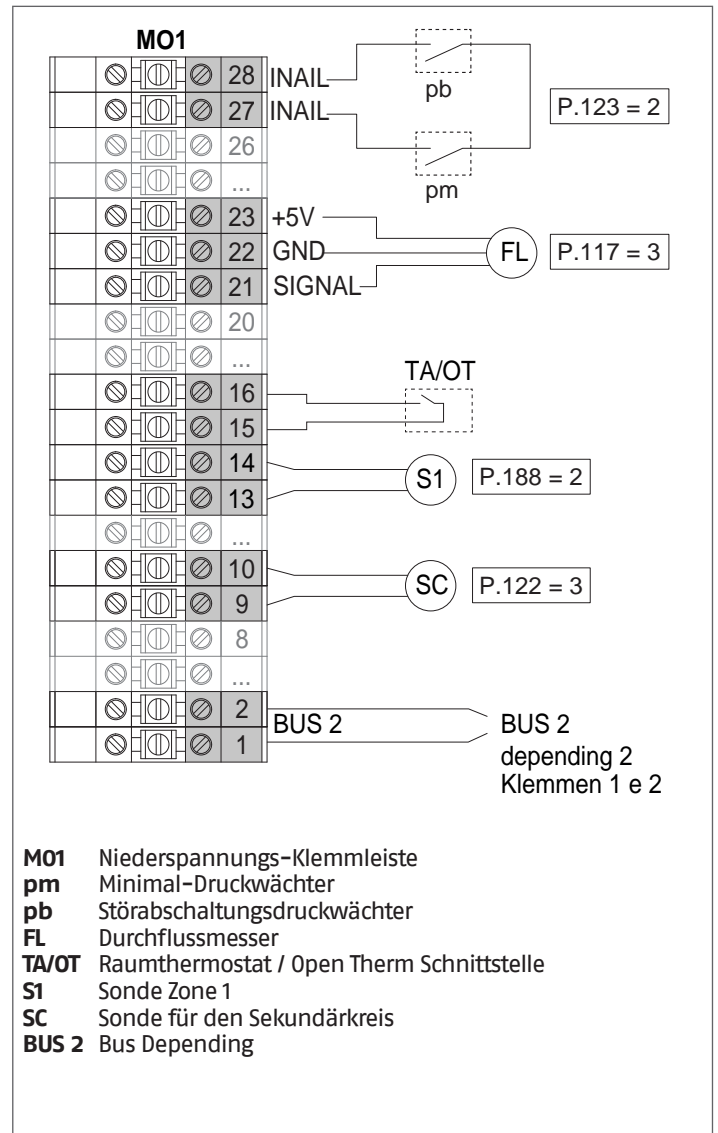 MO1
28 INAIL
pb
27 INAIL
P.123 = 2
26
pm
...
23 +5V
22 GND
FL
P.117 = 3
21 SIGNAL
20
...
TA/OT
16
15
14
S1
P.188 = 2
13
...
10
SC
P.122 = 3
9
8
...
2
BUS 2
BUS 2
1
depending 2
Klemmen 1 e 2
MO1 Niederspannungs-Klemmleiste
pm Minimal-Druckwächter
pb Störabschaltungsdruckwächter
FL Durchflussmesser
TA/OT Raumthermostat / Open Therm Schnittstelle
S1 Sonde Zone 1
SC Sonde für den Sekundärkreis
BUS 2 Bus Depending